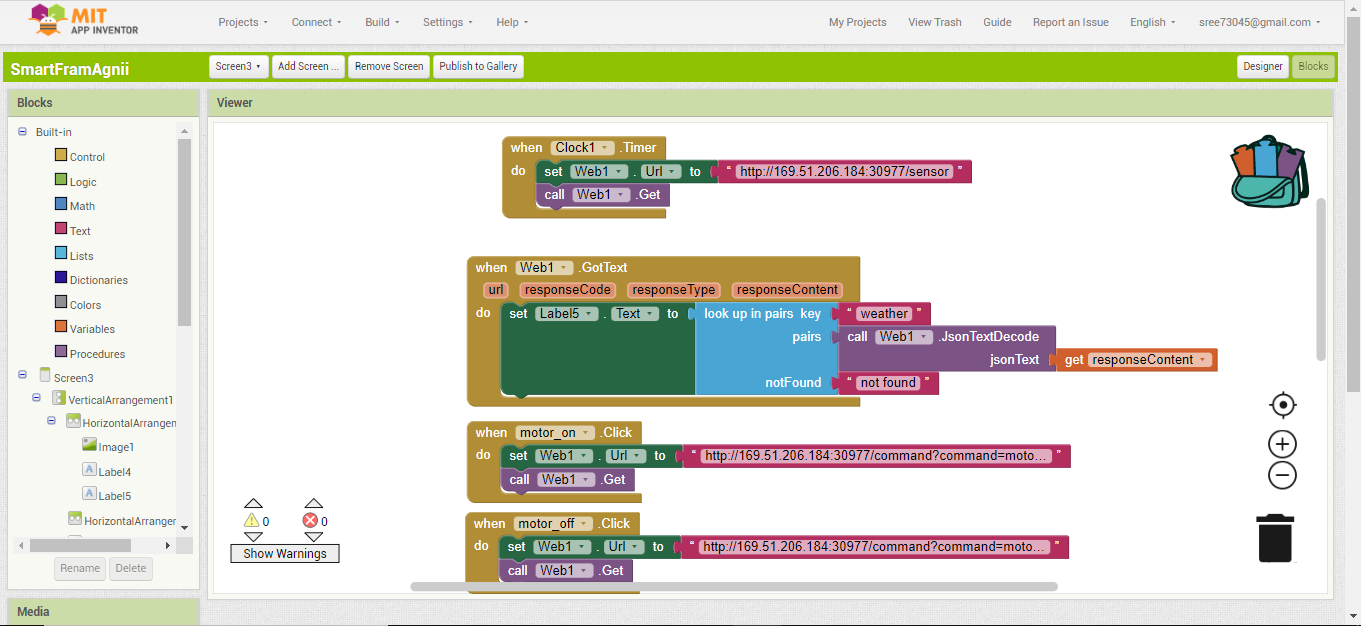 MIT
APP INVENTOR
Projects Connect Build Settings Help My Projects View Trash Guide Report an Issue English sree73045@gmail.com
SmartFramAgnii Screen3 Add Screen ... Remove Screen Publish to Gallery Designer Blocks
Blocks
Built-in
Control
Logic
Math
Text
Lists
Dictionaries
Colors
Variables
Procedures
Screen3
VerticalArrangement1
HorizontalArrangen
Image1
Label4
Label5
HorizontalArranger
Rename Delete
Media
Viewer
when Clock1 .Timer
do set Web1 . Url to " http://169.51.206.184:30977/sensor "
call Web1 .Get
when Web1 .GotText
url responseCode responseType responseContent
do set Label5 . Text to look up in pairs key " weather "
pairs call Web1 .JsonTextDecode
jsonText get responseContent
notFound " not found "
when motor_on .Click
do set Web1 . Url to " http://169.51.206.184:30977/command?command=moto... "
call Web1 .Get
when motor_off .Click
do set Web1 . Url to " http://169.51.206.184:30977/command?command=moto... "
call Web1 .Get
0 0
Show Warnings